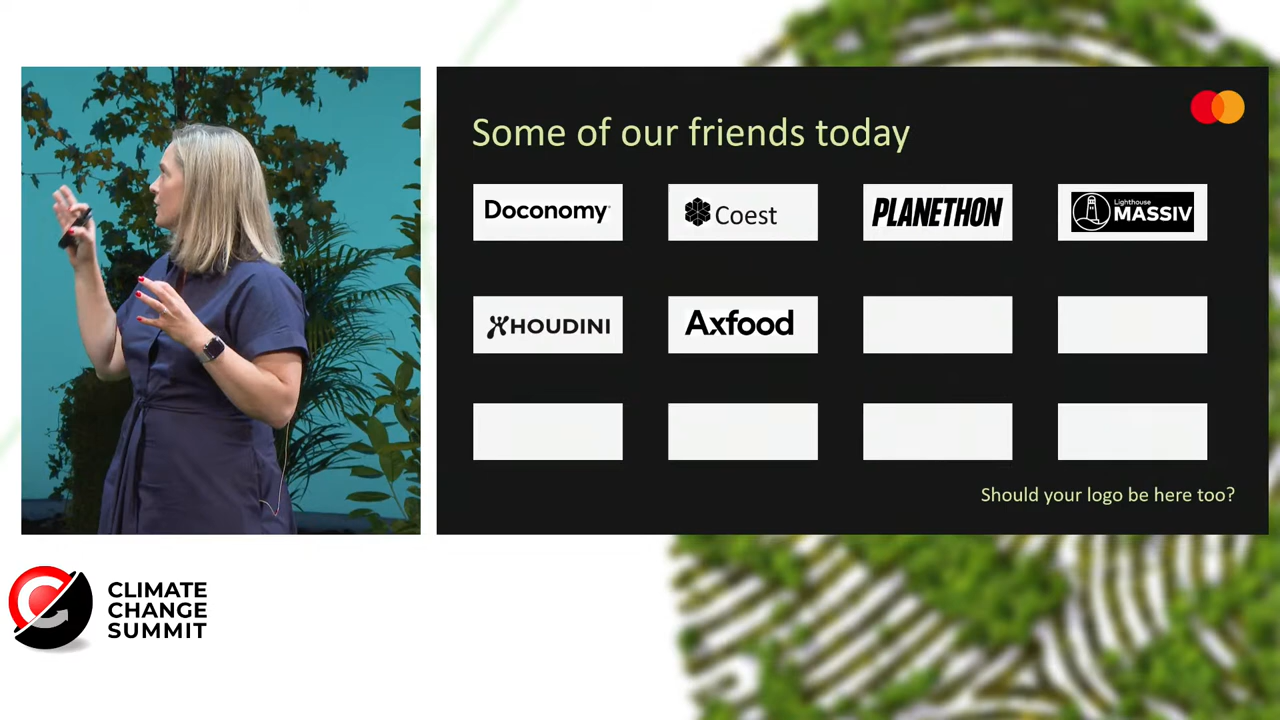 Some of our friends today
Doconomy
Coest
PLANETHON
Lighthouse
MASSIV
HOUDINI
Axfood
Should your logo be here too?
CLIMATE
CHANGE
SUMMIT